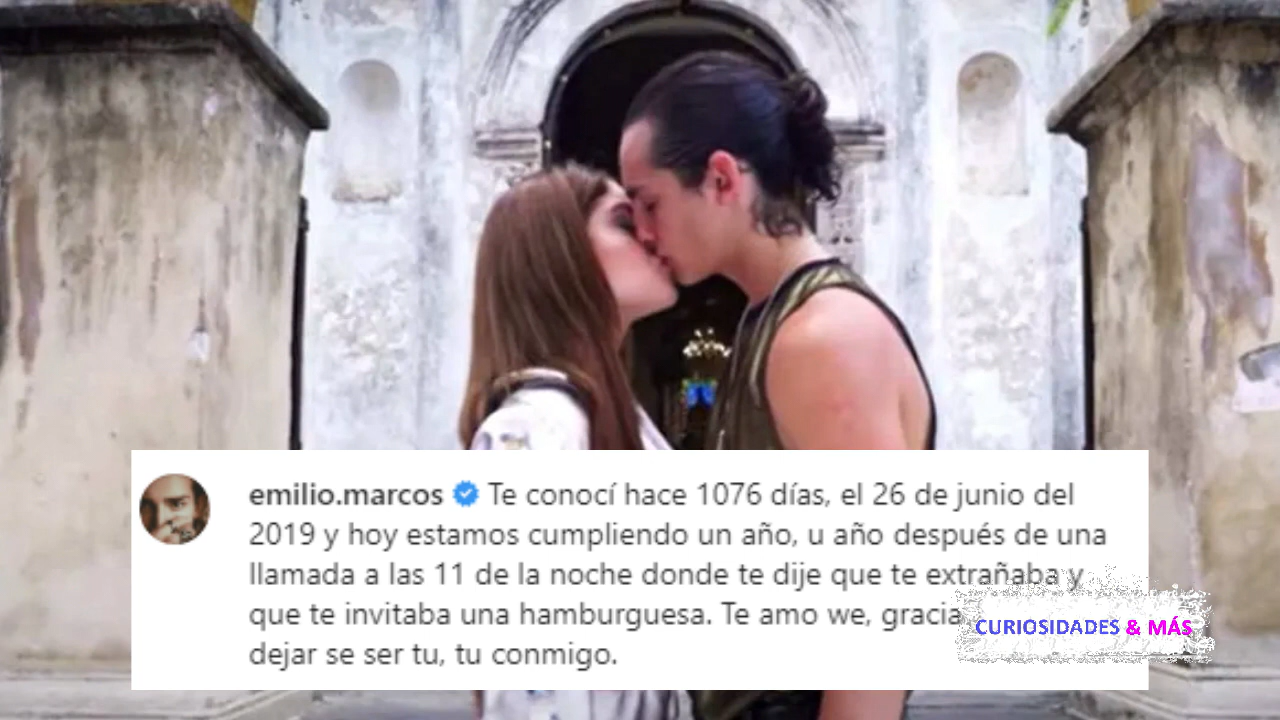 emilio.marcos Te conocí hace 1076 días, el 26 de junio del
2019 y hoy estamos cumpliendo un año, u año después de una
llamada a las 11 de la noche donde te dije que te extrañaba y
que te invitaba una hamburguesa. Te amo we, gracia
dejar se ser tu, tu conmigo.
CURIOSIDADES & MÁS